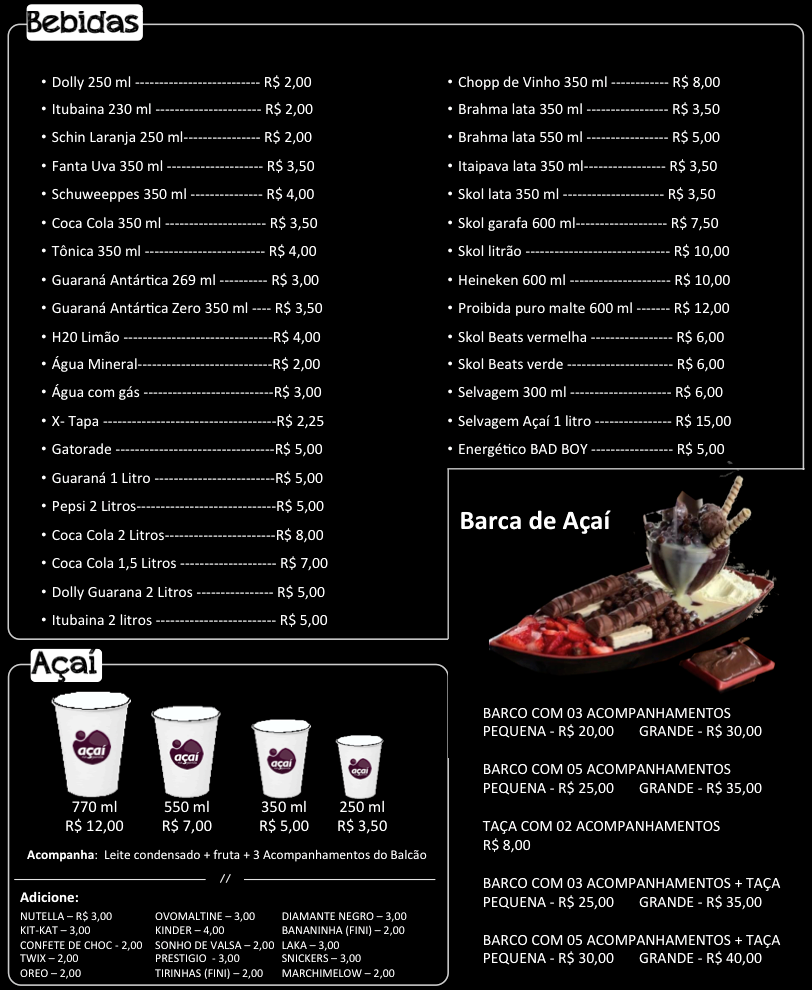 Bebidas
• Dolly 250 ml ------------------------- R$ 2,00
• Itubaina 230 ml --------------------- R$ 2,00
• Schin Laranja 250 ml--------------- R$ 2,00
• Fanta Uva 350 ml ------------------- R$ 3,50
• Schuweeppes 350 ml -------------- R$ 4,00
• Coca Cola 350 ml -------------------- R$ 3,50
• Tônica 350 ml ------------------------ R$ 4,00
• Guaraná Antártica 269 ml ---------- R$ 3,00
• Guaraná Antártica Zero 350 ml ---- R$ 3,50
• H20 Limão ------------------------------R$ 4,00
• Água Mineral---------------------------R$ 2,00
• Água com gás --------------------------R$ 3,00
• X- Tapa -----------------------------------R$ 2,25
• Gatorade --------------------------------R$ 5,00
• Guaraná 1 Litro ------------------------R$ 5,00
• Pepsi 2 Litros----------------------------R$ 5,00
• Coca Cola 2 Litros----------------------R$ 8,00
• Coca Cola 1,5 Litros ------------------- R$ 7,00
• Dolly Guarana 2 Litros --------------- R$ 5,00
• Itubaina 2 litros ------------------------ R$ 5,00
• Chopp de Vinho 350 ml ------------ R$ 8,00
• Brahma lata 350 ml ---------------- R$ 3,50
• Brahma lata 550 ml ---------------- R$ 5,00
• Itaipava lata 350 ml---------------- R$ 3,50
• Skol lata 350 ml -------------------- R$ 3,50
• Skol garafa 600 ml------------------ R$ 7,50
• Skol litrão ----------------------------- R$ 10,00
• Heineken 600 ml -------------------- R$ 10,00
• Proibida puro malte 600 ml ------- R$ 12,00
• Skol Beats vermelha ---------------- R$ 6,00
• Skol Beats verde --------------------- R$ 6,00
• Selvagem 300 ml --------------------- R$ 6,00
• Selvagem Açaí 1 litro --------------- R$ 15,00
• Energético BAD BOY ---------------- R$ 5,00
Barca de Açaí
BARCO COM 03 ACOMPANHAMENTOS
PEQUENA - R$ 20,00 GRANDE - R$ 30,00
BARCO COM 05 ACOMPANHAMENTOS
PEQUENA - R$ 25,00 GRANDE - R$ 35,00
TAÇA COM 02 ACOMPANHAMENTOS
R$ 8,00
BARCO COM 03 ACOMPANHAMENTOS + TAÇA
PEQUENA - R$ 25,00 GRANDE - R$ 35,00
BARCO COM 05 ACOMPANHAMENTOS + TAÇA
PEQUENA - R$ 30,00 GRANDE - R$ 40,00
Açaí
açaí açaí açaí açaí
770 ml 550 ml 350 ml 250 ml
R$ 12,00 R$ 7,00 R$ 5,00 R$ 3,50
Acompanha: Leite condensado + fruta + 3 Acompanhamentos do Balcão
//
Adicione:
NUTELLA – R$ 3,00 OVOMALTINE – 3,00 DIAMANTE NEGRO – 3,00
KIT-KAT – 3,00 KINDER – 4,00 BANANINHA (FINI) – 2,00
CONFETE DE CHOC - 2,00 SONHO DE VALSA – 2,00 LAKA – 3,00
TWIX – 2,00 PRESTIGIO - 3,00 SNICKERS – 3,00
OREO – 2,00 TIRINHAS (FINI) – 2,00 MARCHIMELOW – 2,00